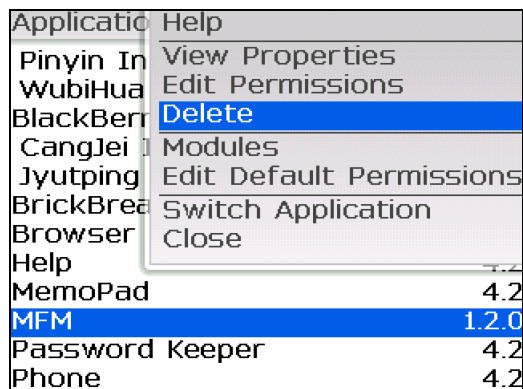 Applicatio
Help
View Properties
Edit Permissions
Delete
Modules
Edit Default Permissions
Switch Application
Close
Pinyin In
WubiHua
BlackBerr
CangJei
Jyutping
BrickBrea
Browser
Help
MemoPad 4.2
MFM 1.2.0
Password Keeper 4.2
Phone 4.2